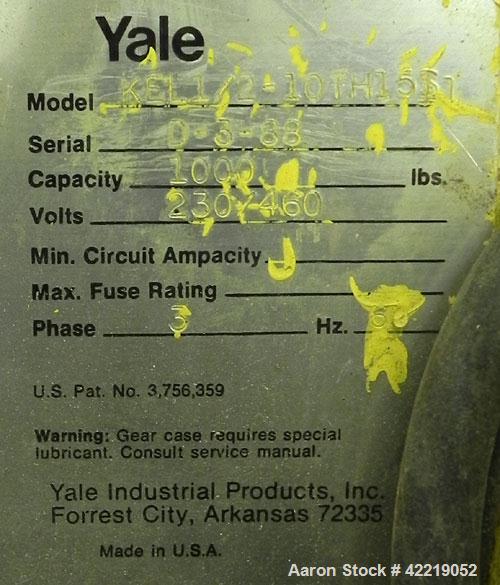 Yale
Model KEL1/2-10TH15S1
Serial 0-3-88
Capacity 1000 lbs.
Volts 230/460
Min. Circuit Ampacity
Max. Fuse Rating
Phase 3 Hz. 60
U.S. Pat. No. 3,756,359
Warning: Gear case requires special
lubricant. Consult service manual.
Yale Industrial Products, Inc.
Forrest City, Arkansas 72335
Made in U.S.A.
Aaron Stock # 42219052